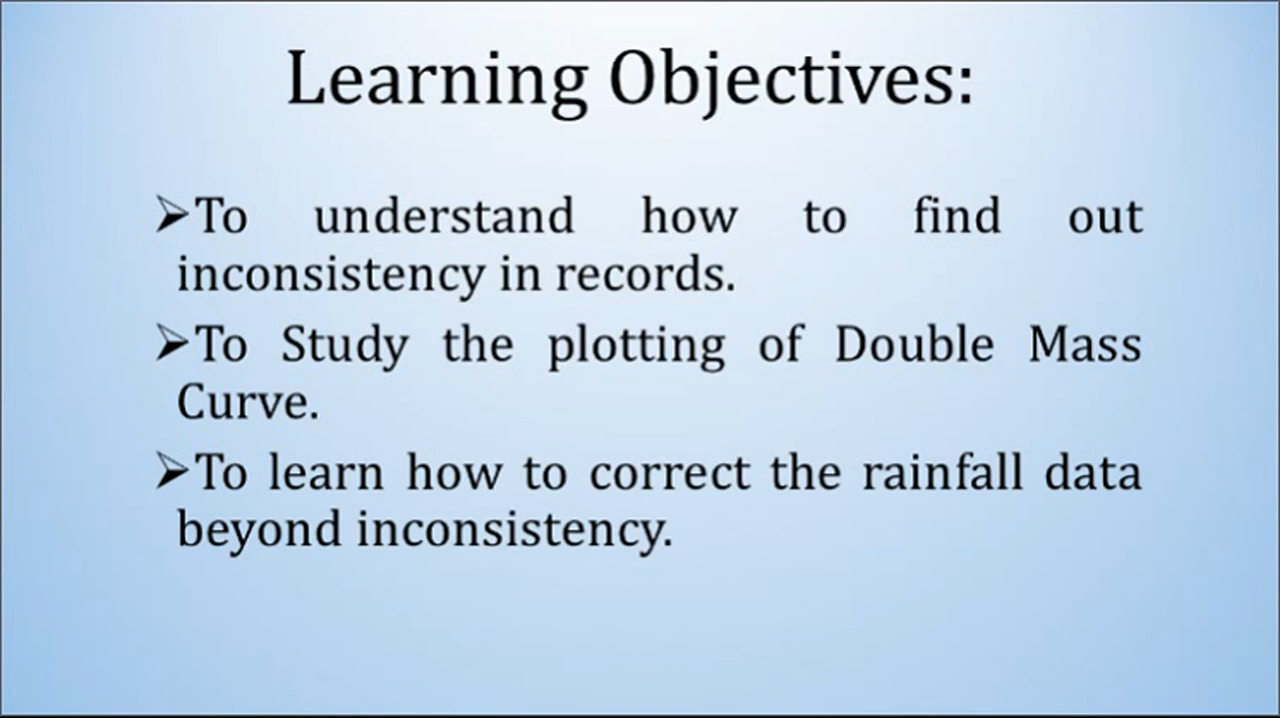 Learning Objectives:
➢To understand how to find out
inconsistency in records.
➢To Study the plotting of Double Mass
Curve.
➢To learn how to correct the rainfall data
beyond inconsistency.